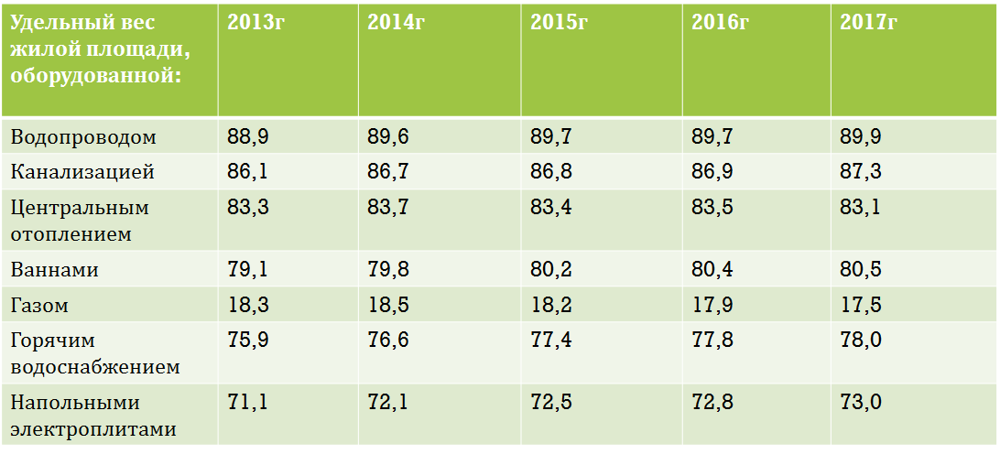 Удельный вес 2013г 2014г 2015г 2016г 2017г
жилой площади,
оборудованной:
Водопроводом 88,9 89,6 89,7 89,7 89,9
Канализацией 86,1 86,7 86,8 86,9 87,3
Центральным 83,3 83,7 83,4 83,5 83,1
отоплением
Ваннами 79,1 79,8 80,2 80,4 80,5
Газом 18,3 18,5 18,2 17,9 17,5
Горячим 75,9 76,6 77,4 77,8 78,0
водоснабжением
Напольными 71,1 72,1 72,5 72,8 73,0
электроплитами